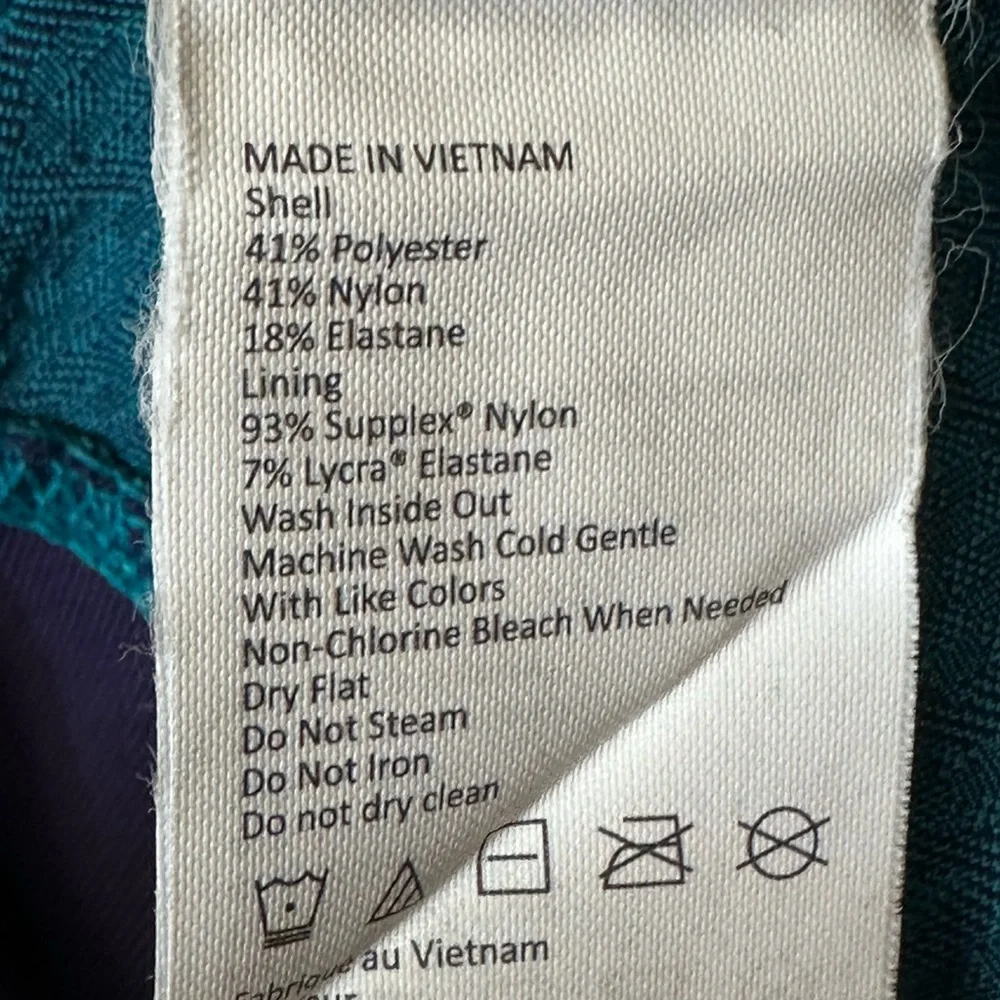 MADE IN VIETNAM
Shell
41% Polyester
41% Nylon
18% Elastane
Lining
93% Supplex® Nylon
7% Lycra® Elastane
Wash Inside Out
Machine Wash Cold Gentle
With Like Colors
Non-Chlorine Bleach When Needed
Dry Flat
Do Not Steam
Do Not Iron
Do not dry clean
Fabriqué au Vietnam